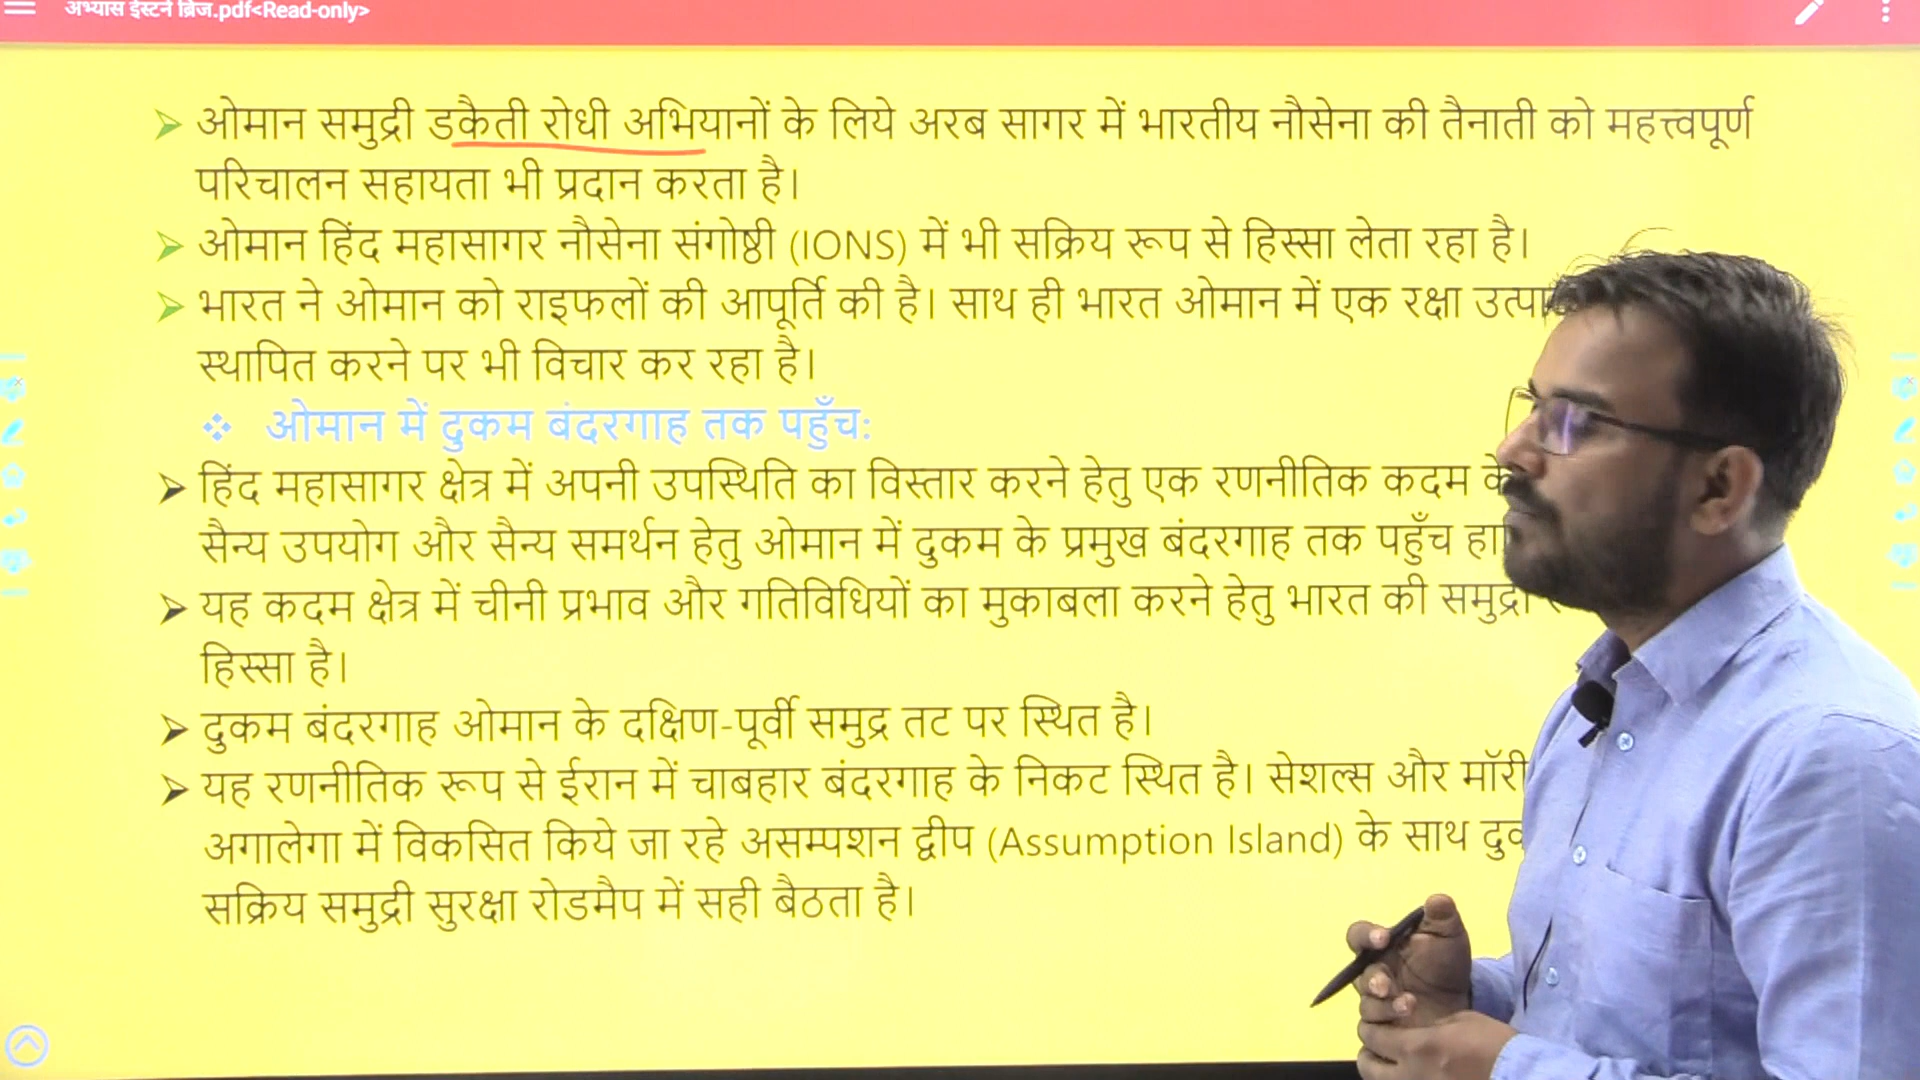 अभ्यास ईस्टर्न ब्रिज.pdf<Read-only>
ओमान समुद्री डकैती रोधी अभियानों के लिये अरब सागर में भारतीय नौसेना की तैनाती को महत्त्वपूर्ण
परिचालन सहायता भी प्रदान करता है।
ओमान हिंद महासागर नौसेना संगोष्ठी (IONS) में भी सक्रिय रूप से हिस्सा लेता रहा है।
भारत ने ओमान को राइफलों की आपूर्ति की है। साथ ही भारत ओमान में एक रक्षा
स्थापित करने पर भी विचार कर रहा है।
ओमान में दुकम बंदरगाह तक पहुँच:
हिंद महासागर क्षेत्र में अपनी उपस्थिति का विस्तार करने हेतु एक रणनीतिक कदम के
सैन्य उपयोग और सैन्य समर्थन हेतु ओमान में दुकम के प्रमुख बंदरगाह तक पहुँच
यह कदम क्षेत्र में चीनी प्रभाव और गतिविधियों का मुकाबला करने हेतु भारत की समुद्री
हिस्सा है।
दुकम बंदरगाह ओमान के दक्षिण-पूर्वी समुद्र तट पर स्थित है।
यह रणनीतिक रूप से ईरान में चाबहार बंदरगाह के निकट स्थित है। सेशल्स और
अगालेगा में विकसित किये जा रहे असम्पशन द्वीप (Assumption Island) के साथ
सक्रिय समुद्री सुरक्षा रोडमैप में सही बैठता है।